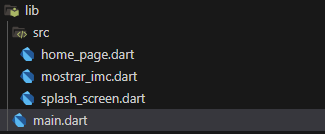 lib
src
home_page.dart
mostrar_imc.dart
splash_screen.dart
main.dart